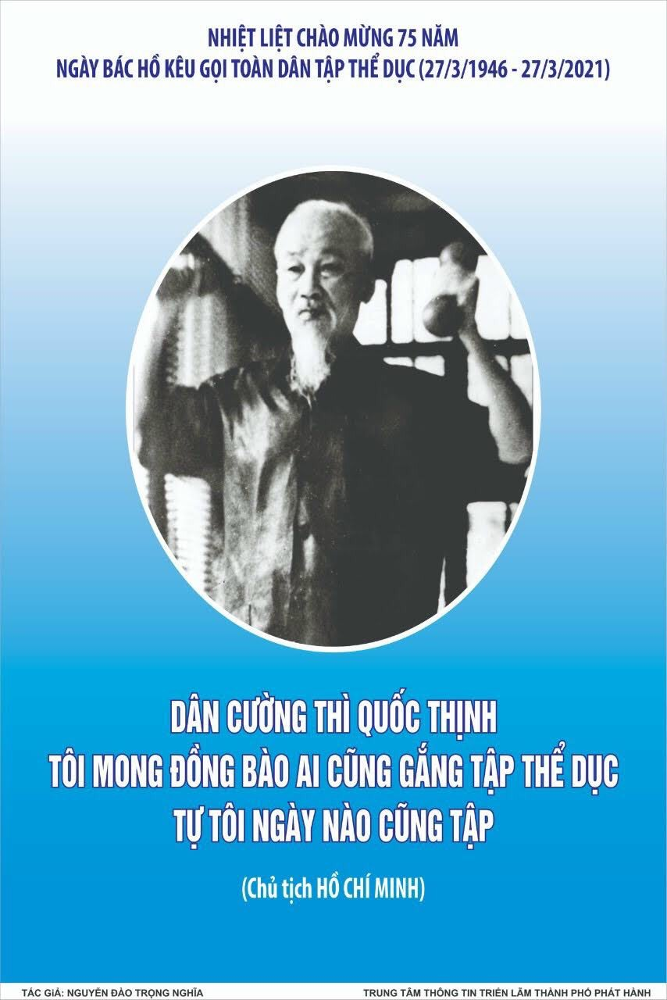 NHIỆT LIỆT CHÀO MỪNG 75 NĂM
NGÀY BÁC HỒ KÊU GỌI TOÀN DÂN TẬP THỂ DỤC (27/3/1946 - 27/3/2021)
DÂN CƯỜNG THÌ QUỐC THỊNH
TÔI MONG ĐỒNG BÀO AI CŨNG GẮNG TẬP THỂ DỤC
TỰ TÔI NGÀY NÀO CŨNG TẬP
(Chủ tịch HỒ CHÍ MINH)
TÁC GIẢ: NGUYỄN ĐÀO TRỌNG NGHĨA
TRUNG TÂM THÔNG TIN TRIỂN LÃM THÀNH PHỐ PHÁT HÀNH